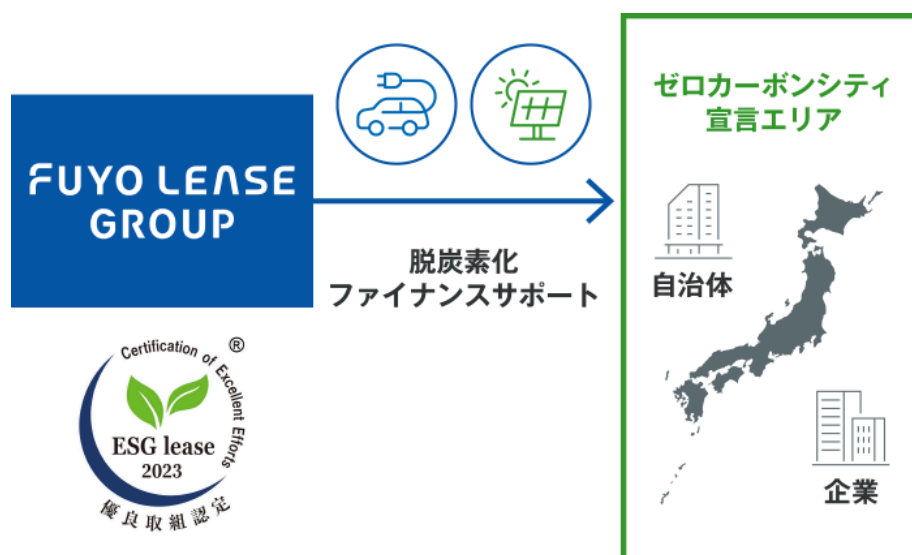 FUYO LEASE
GROUP
脱炭素化
ファイナンスサポート
ゼロカーボンシティ
宣言エリア
自治体
企業
Certification of Excellent Efforts
®
ESG lease
2023
優良取組認定